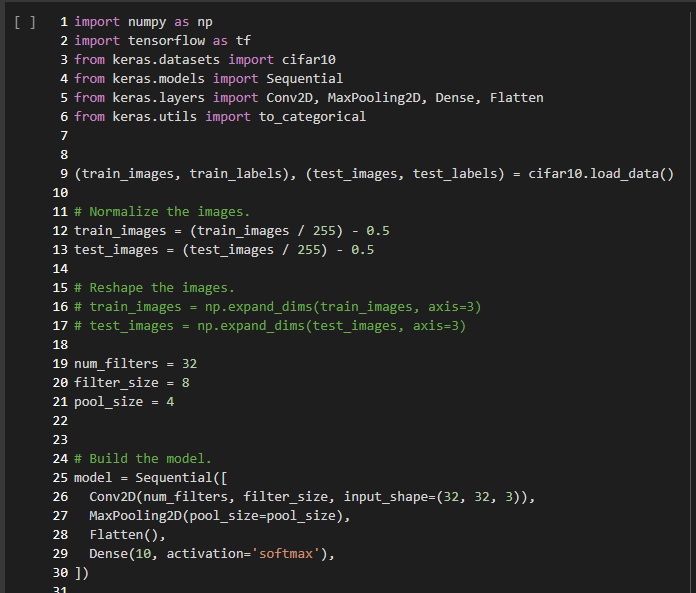 [ ] 1 import numpy as np
2 import tensorflow as tf
3 from keras.datasets import cifar10
4 from keras.models import Sequential
5 from keras.layers import Conv2D, MaxPooling2D, Dense, Flatten
6 from keras.utils import to_categorical
7
8
9 (train_images, train_labels), (test_images, test_labels) = cifar10.load_data()
10
11 # Normalize the images.
12 train_images = (train_images / 255) - 0.5
13 test_images = (test_images / 255) - 0.5
14
15 # Reshape the images.
16 # train_images = np.expand_dims(train_images, axis=3)
17 # test_images = np.expand_dims(test_images, axis=3)
18
19 num_filters = 32
20 filter_size = 8
21 pool_size = 4
22
23
24 # Build the model.
25 model = Sequential([
26   Conv2D(num_filters, filter_size, input_shape=(32, 32, 3)),
27   MaxPooling2D(pool_size=pool_size),
28   Flatten(),
29   Dense(10, activation='softmax'),
30 ])
31